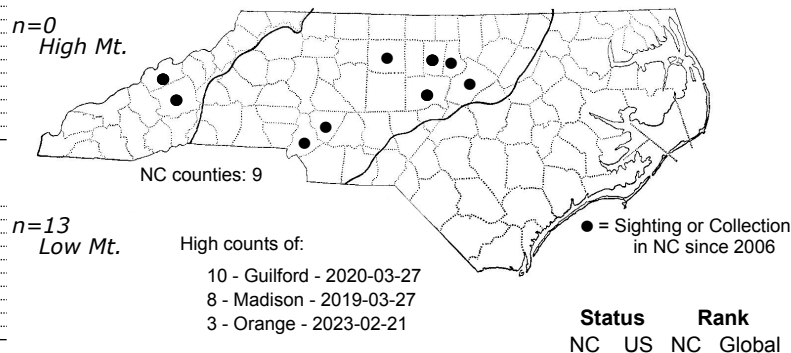 n=0
High Mt.
NC counties: 9
n=13
Low Mt.
High counts of:
10 - Guilford - 2020-03-27
8 - Madison - 2019-03-27
3 - Orange - 2023-02-21
● = Sighting or Collection
in NC since 2006
Status Rank
NC US NC Global